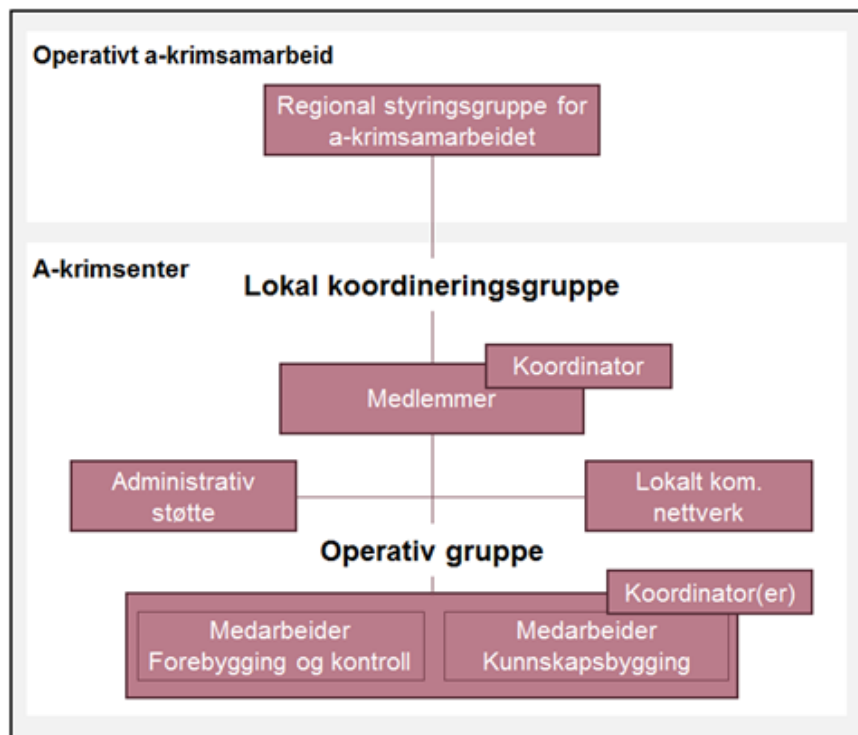 Operativt a-krimsamarbeid
Regional styringsgruppe for
a-krimsamarbeidet
A-krimsenter
Lokal koordineringsgruppe
Koordinator
Medlemmer
Administrativ
støtte
Lokalt kom.
nettverk
Operativ gruppe
Koordinator(er)
Medarbeider
Forebygging og kontroll
Medarbeider
Kunnskapsbygging